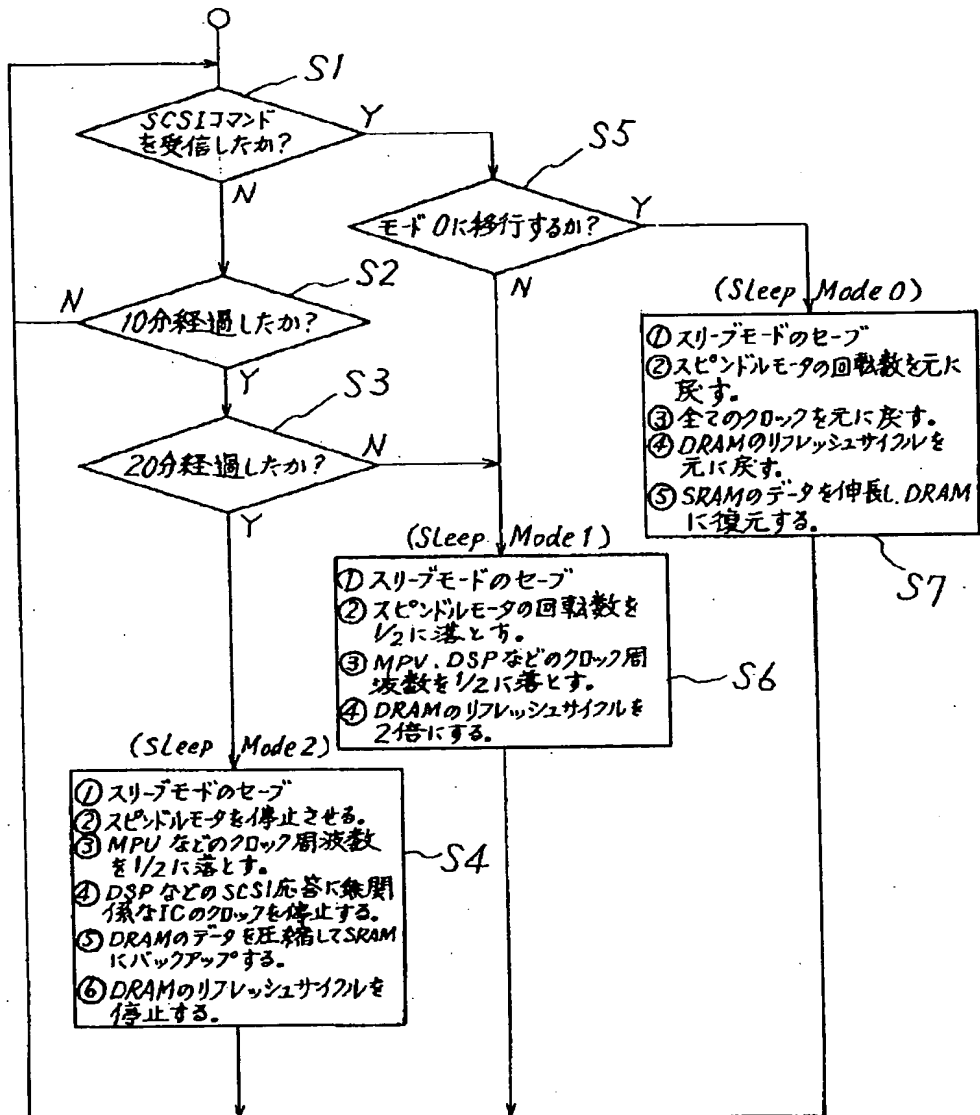 S1
SCSIコマンド
を受信したか?
Y
N
S5
モード0に移行するか?
Y
N
S2
10分経過したか?
N
Y
S3
20分経過したか?
N
Y
(Sleep Mode 0)
①スリーブモードのセーブ
②スピンドルモータの回転数を元に
戻す。
③全てのクロックを元に戻す。
④DRAMのリフレッシュサイクルを
元に戻す。
⑤SRAMのデータを伸長し、DRAM
に復元する。
S7
(Sleep Mode 1)
①スリーブモードのセーブ
②スピンドルモータの回転数を
1/2に落とす。
③MPV、DSPなどのクロック周
波数を1/2に落とす。
④DRAMのリフレッシュサイクルを
2倍にする。
S6
(Sleep Mode 2)
①スリーブモードのセーブ
②スピンドルモータを停止させる。
③MPUなどのクロック周波数
を1/2に落とす。
④DSPなどのSCSI応答に無関
係なICのクロックを停止する。
⑤DRAMのデータを圧縮してSRAM
にバックアップする。
⑥DRAMのリフレッシュサイクルを
停止する。
S4